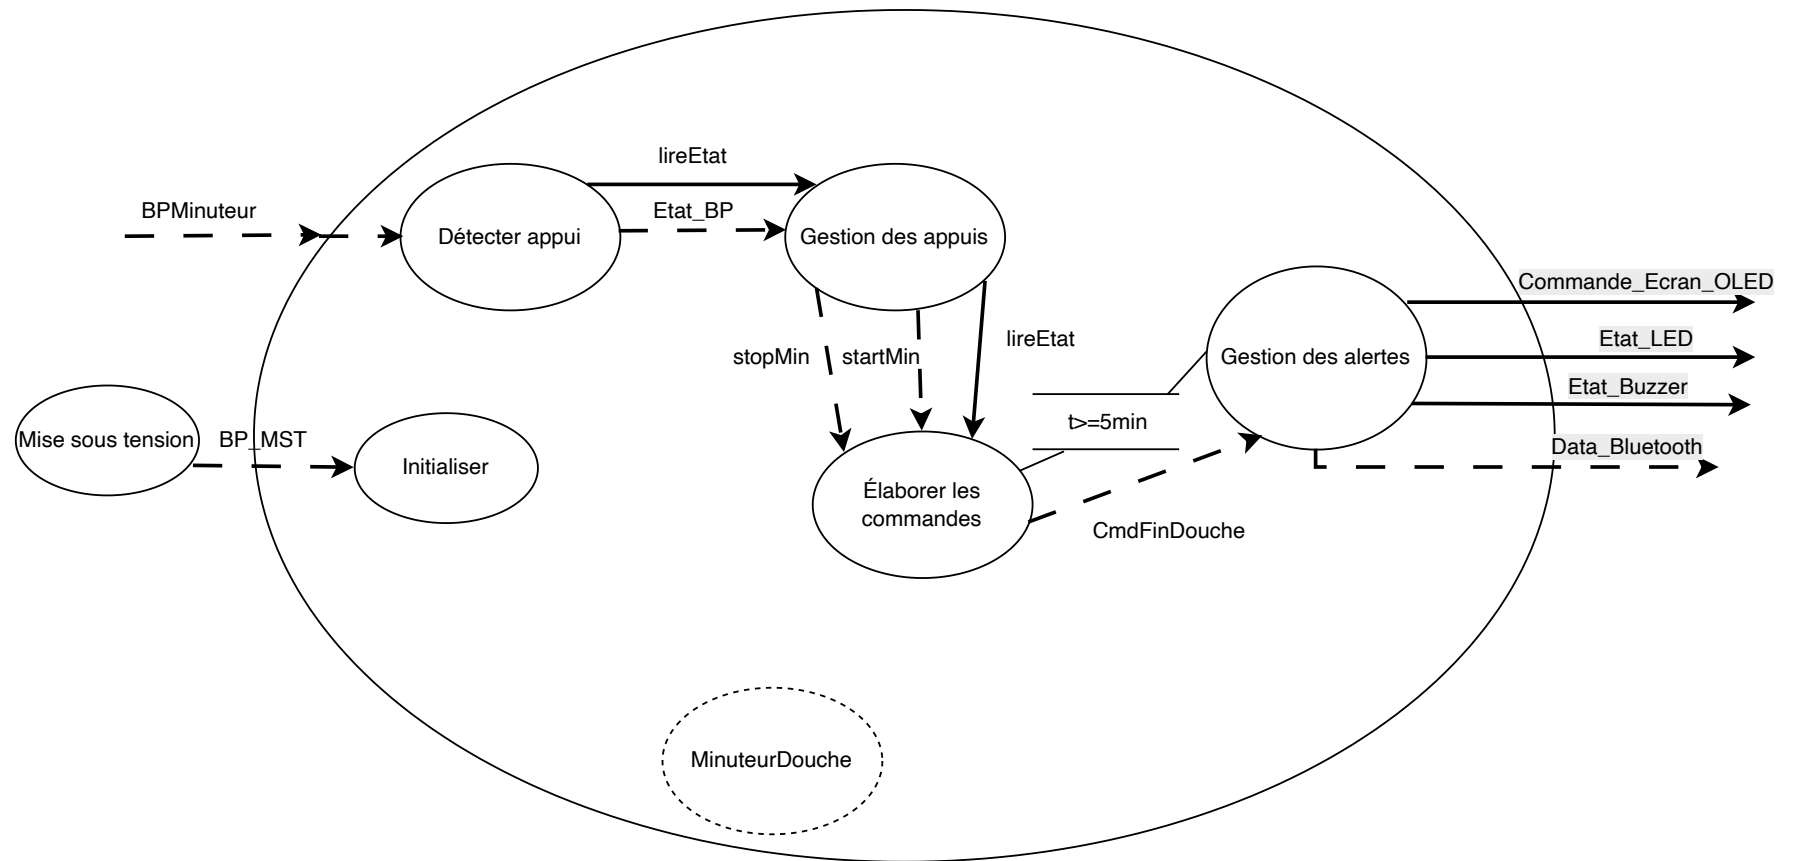 lireEtat
BPMinuteur
Etat_BP
Détecter appui
Gestion des appuis
Commande_Ecran_OLED
lireEtat
Etat_LED
stopMin
startMin
Gestion des alertes
Etat_Buzzer
t>=5min
Mise sous tension
BP_MST
Data_Bluetooth
Initialiser
Élaborer les
commandes
CmdFinDouche
MinuteurDouche